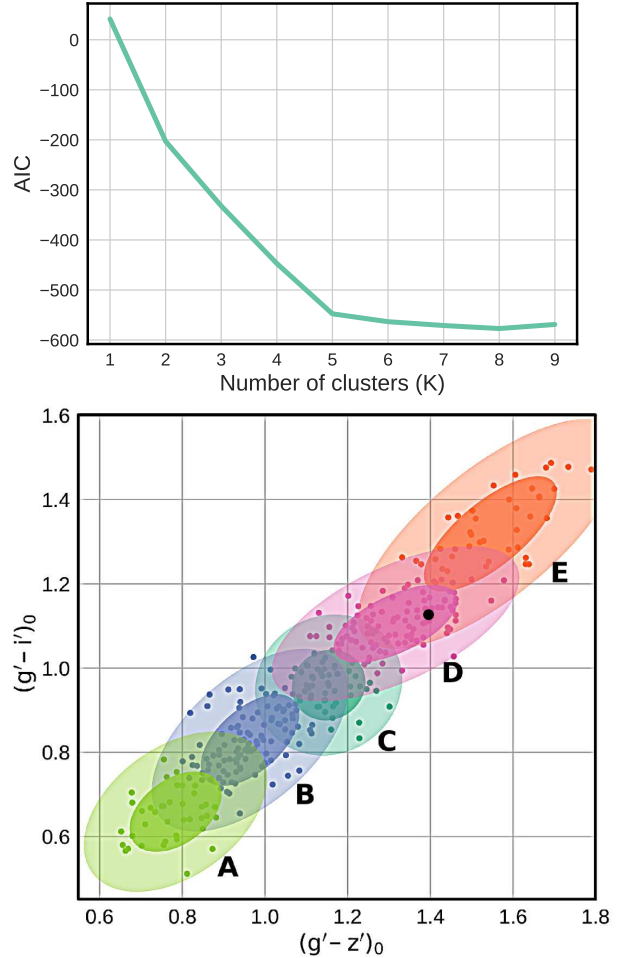 0
−100
−200
−300
−400
−500
−600
AIC
1 2 3 4 5 6 7 8 9
Number of clusters (K)
1.6
1.4
1.2
1.0
0.8
0.6
(g′− i′)₀
E
D
C
B
A
0.6 0.8 1.0 1.2 1.4 1.6 1.8
(g′− z′)₀